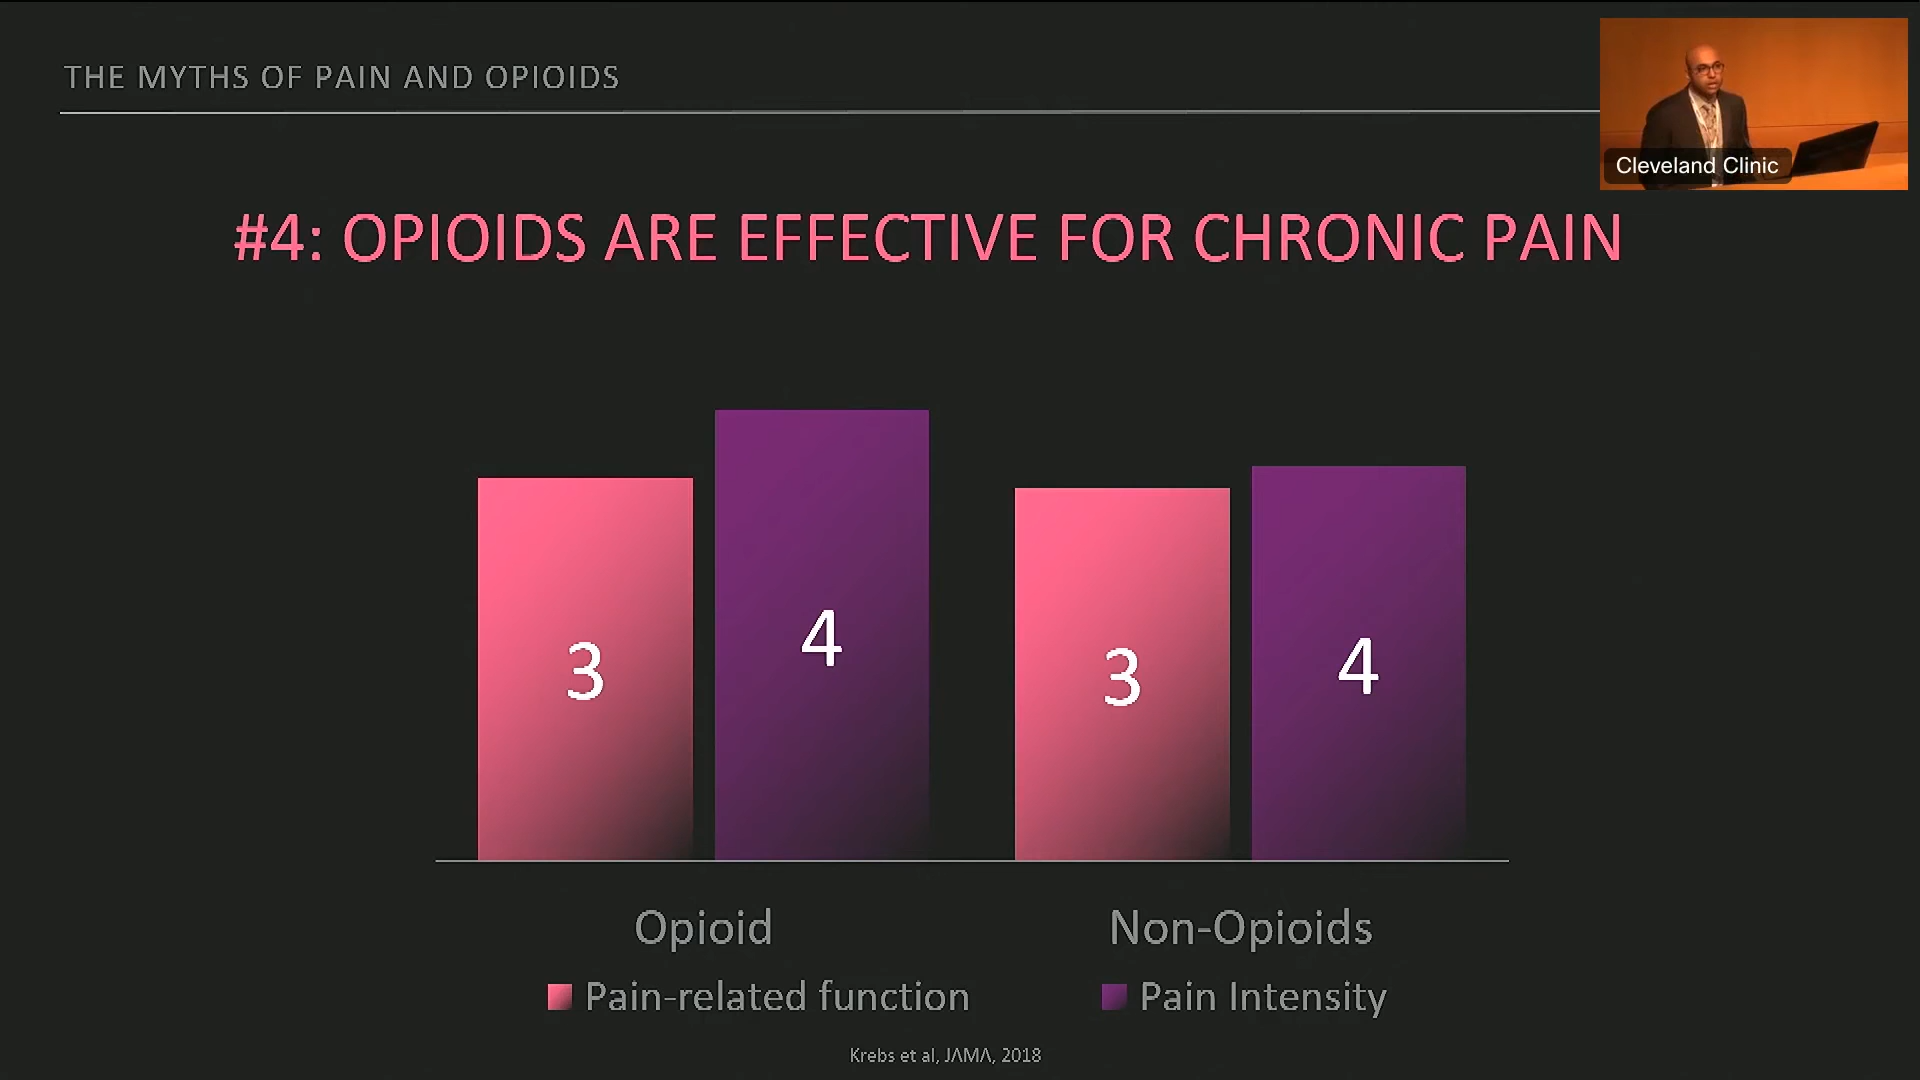 THE MYTHS OF PAIN AND OPIOIDS
Cleveland Clinic
#4: OPIOIDS ARE EFFECTIVE FOR CHRONIC PAIN
3
4
3
4
Opioid
Non-Opioids
Pain-related function
Pain Intensity
Krebs et al, JAMA, 2018